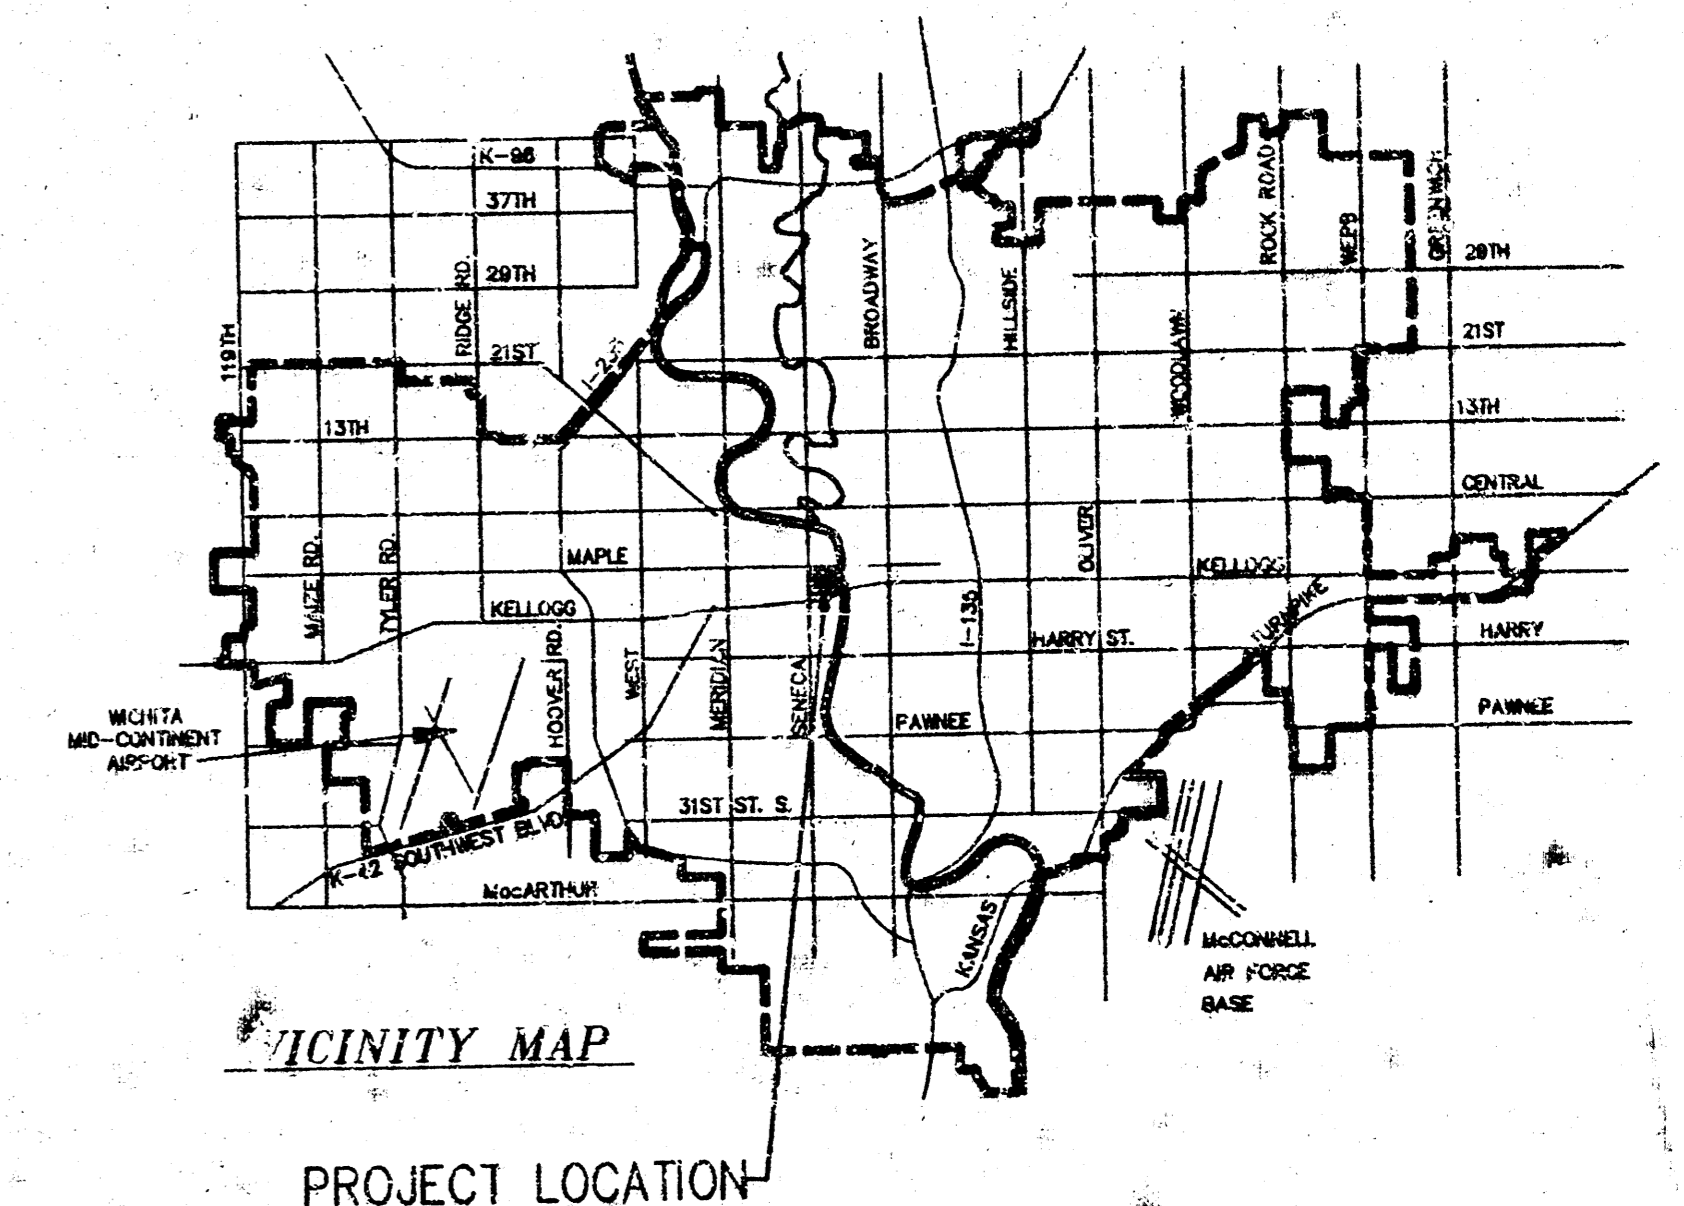 K-96
37TH
29TH
RIDGE RD.
119TH
21ST
I-235
13TH
BROADWAY
HILLSIDE
WOODLAWN
ROCK ROAD
WEBB
GREENWICH
29TH
21ST
13TH
CENTRAL
MAIZE RD.
TYLER RD.
MAPLE
KELLOGG
HOOVER RD.
WEST
MERIDIAN
SENECA
I-135
OLIVER
KELLOGG
TURNPIKE
HARRY ST.
HARRY
PAWNEE
PAWNEE
WICHITA
MID-CONTINENT
AIRPORT
31ST ST. S.
K-42 SOUTHWEST BLVD.
MacARTHUR
KANSAS
McCONNELL
AIR FORCE
BASE
VICINITY MAP
PROJECT LOCATION